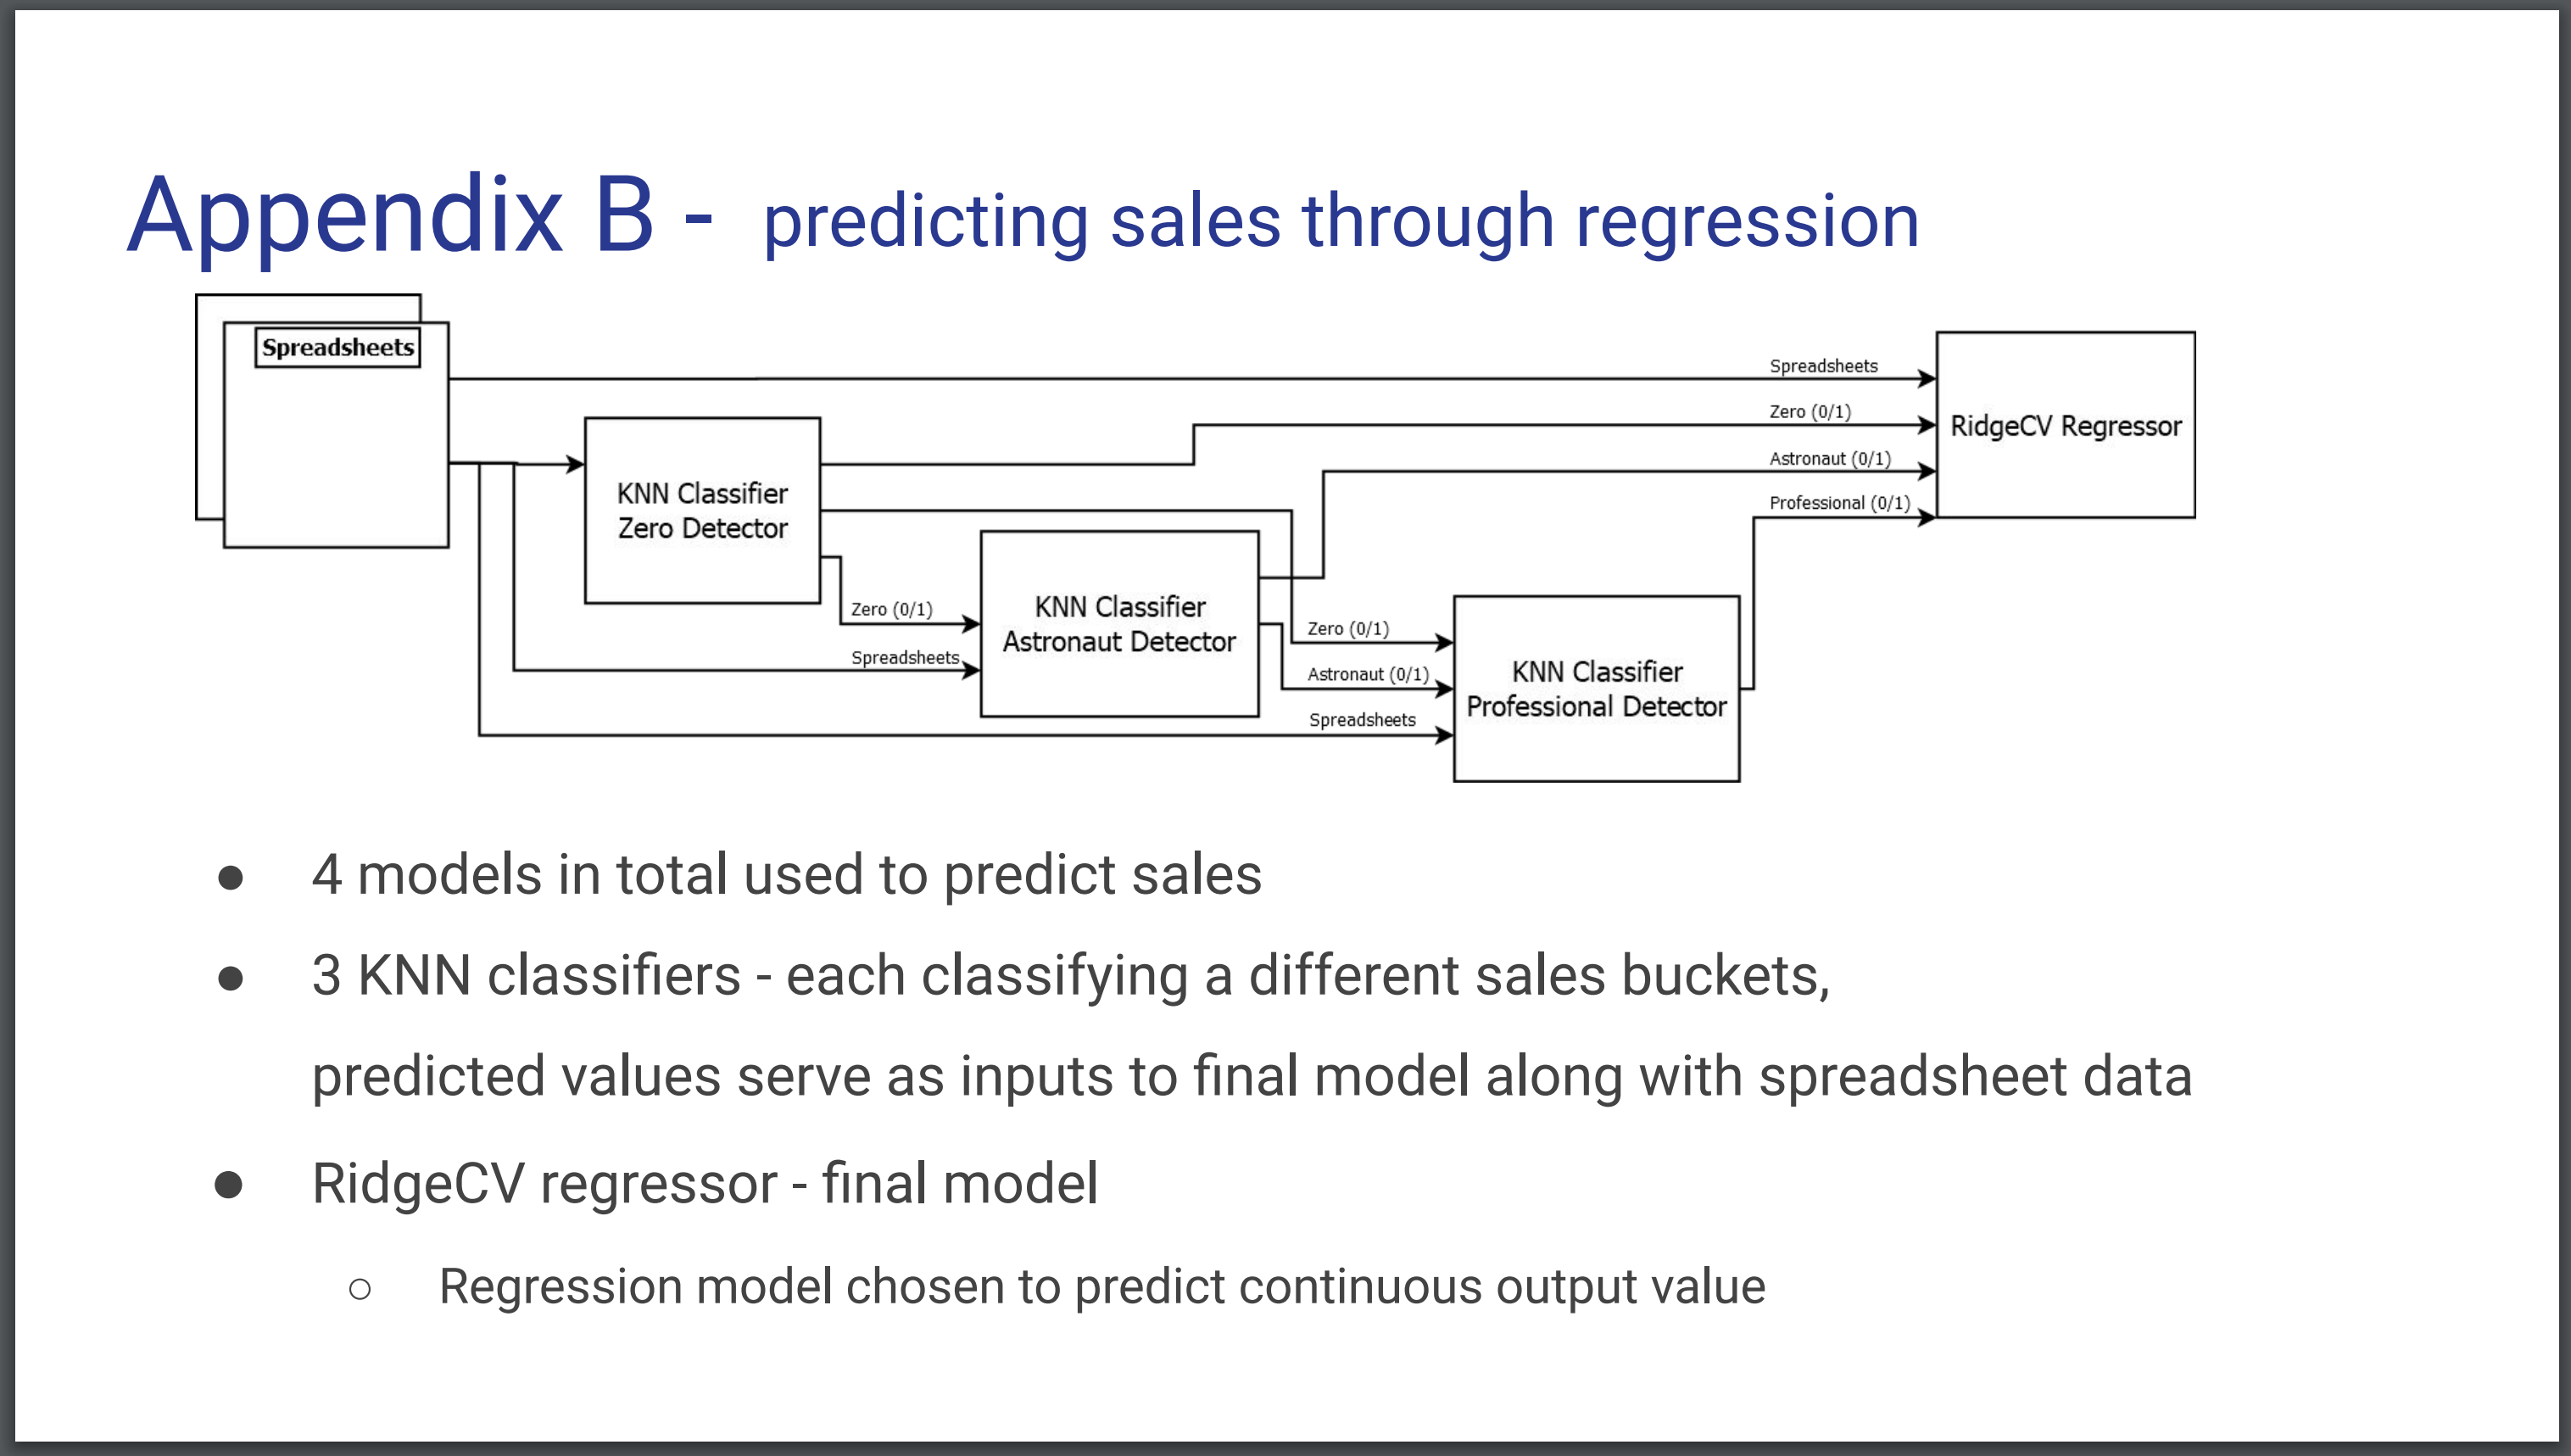 Appendix B - predicting sales through regression
Spreadsheets
Spreadsheets
Zero (0/1)
Astronaut (0/1)
Professional (0/1)
RidgeCV Regressor
KNN Classifier
Zero Detector
Zero (0/1)
Spreadsheets
KNN Classifier
Astronaut Detector
Zero (0/1)
Astronaut (0/1)
Spreadsheets
KNN Classifier
Professional Detector
● 4 models in total used to predict sales
● 3 KNN classifiers - each classifying a different sales buckets,
predicted values serve as inputs to final model along with spreadsheet data
● RidgeCV regressor - final model
○ Regression model chosen to predict continuous output value